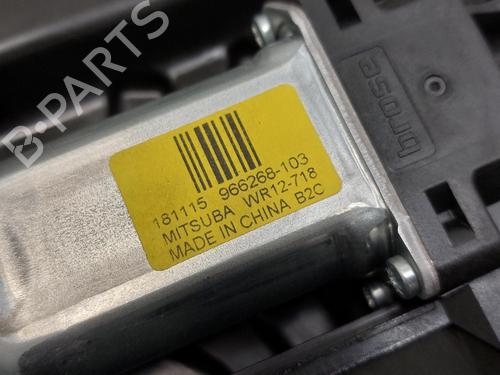 181115 966268-103
MITSUBA WR12-718
MADE IN CHINA B2C
brose
B-PARTS